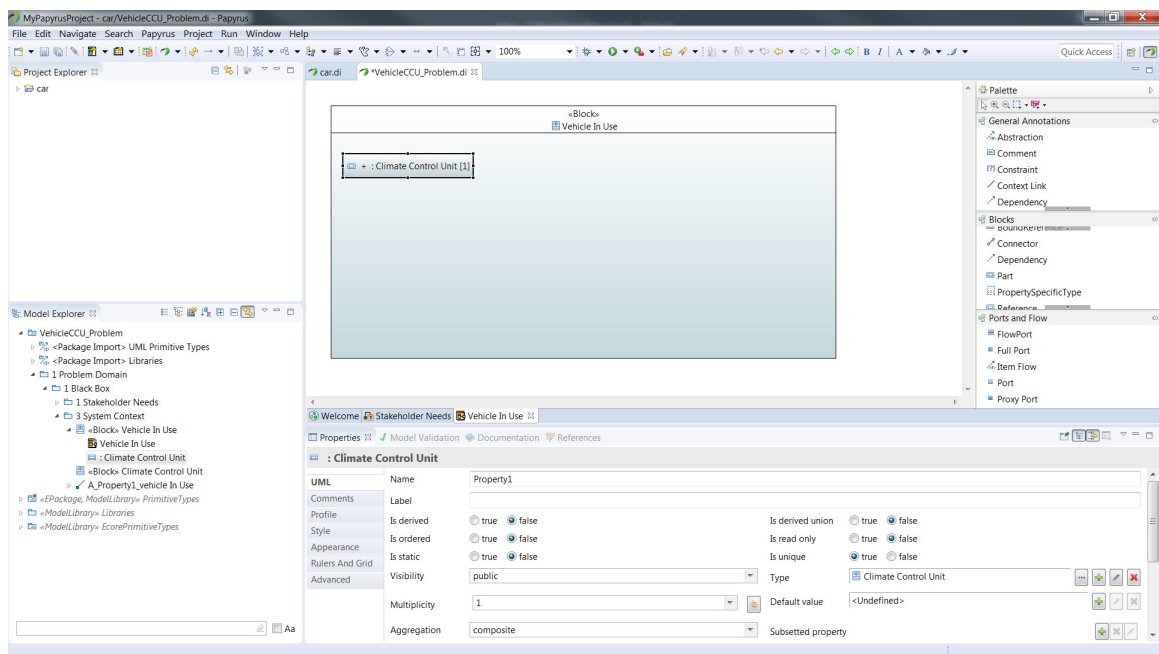 MyPapyrusProject - car/VehicleCCU_Problem.di - Papyrus
File Edit Navigate Search Papyrus Project Run Window Help
100%
B I A
Quick Access
Project Explorer
car
car.di *VehicleCCU_Problem.di
«Block»
Vehicle In Use
+ : Climate Control Unit [1]
Palette
General Annotations
Abstraction
Comment
Constraint
Context Link
Dependency
Blocks
BoundReference
Connector
Dependency
Part
PropertySpecificType
Reference
Ports and Flow
FlowPort
Full Port
Item Flow
Port
Proxy Port
Model Explorer
VehicleCCU_Problem
<Package Import> UML Primitive Types
<Package Import> Libraries
1 Problem Domain
1 Black Box
1 Stakeholder Needs
3 System Context
«Block» Vehicle In Use
Vehicle In Use
: Climate Control Unit
«Block» Climate Control Unit
A_Property1_vehicle In Use
«EPackage, ModelLibrary» PrimitiveTypes
«ModelLibrary» Libraries
«ModelLibrary» EcorePrimitiveTypes
Aa
Welcome Stakeholder Needs Vehicle In Use
Properties Model Validation Documentation References
: Climate Control Unit
UML
Comments
Profile
Style
Appearance
Rulers And Grid
Advanced
Name Property1
Label
Is derived true false Is derived union true false
Is ordered true false Is read only true false
Is static true false Is unique true false
Visibility public Type Climate Control Unit
Multiplicity 1 Default value <Undefined>
Aggregation composite Subsetted property